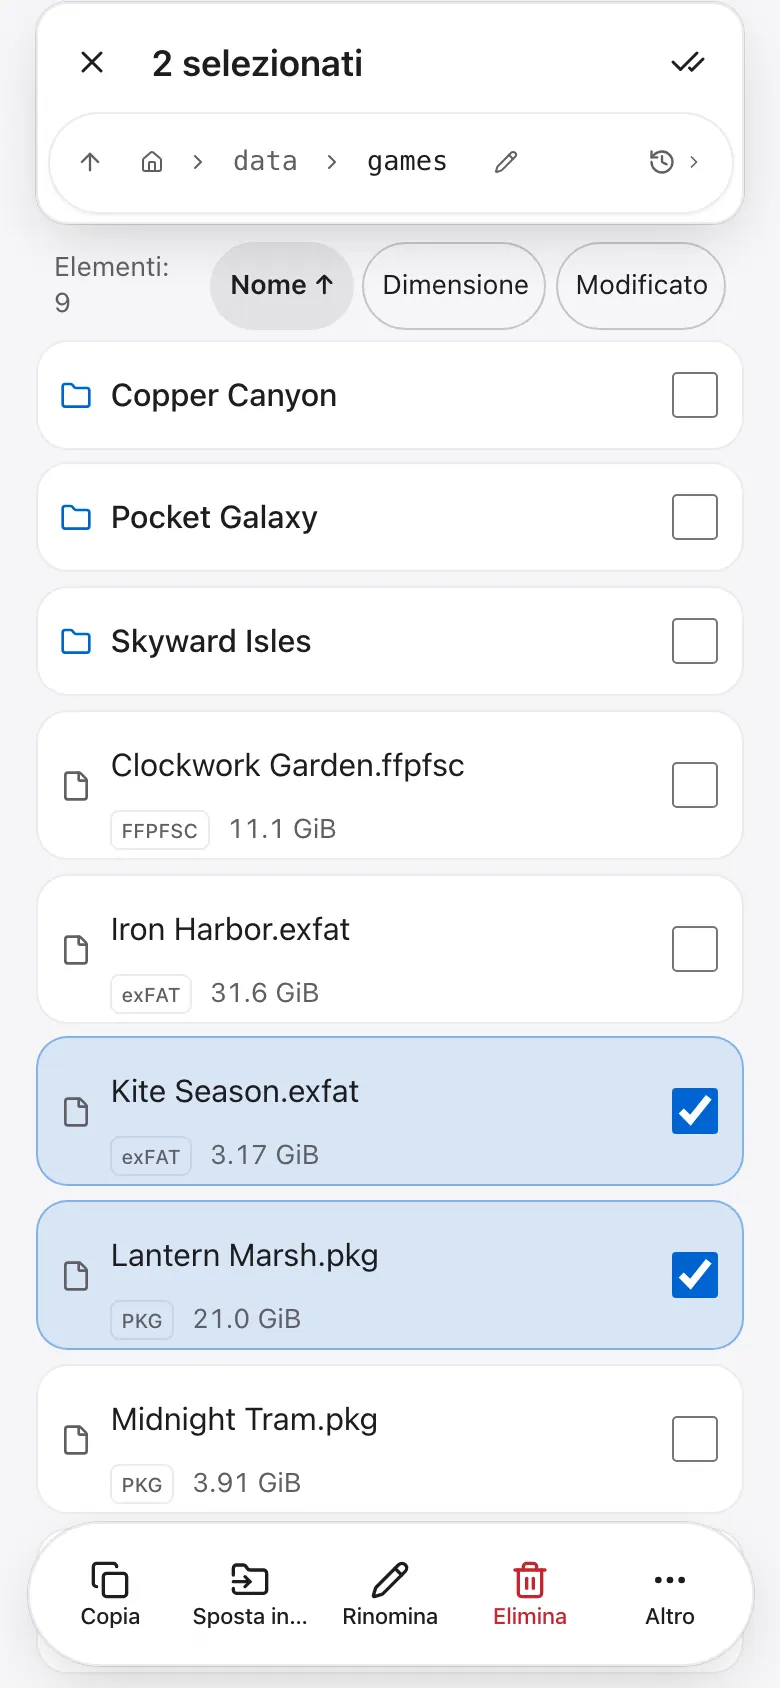 2 selezionati
data
games
Elementi:
9
Nome ↑
Dimensione
Modificato
Copper Canyon
Pocket Galaxy
Skyward Isles
Clockwork Garden.ffpfsc
FFPFSC 11.1 GiB
Iron Harbor.exfat
exFAT 31.6 GiB
Kite Season.exfat
exFAT 3.17 GiB
Lantern Marsh.pkg
PKG 21.0 GiB
Midnight Tram.pkg
PKG 3.91 GiB
Copia
Sposta in...
Rinomina
Elimina
Altro